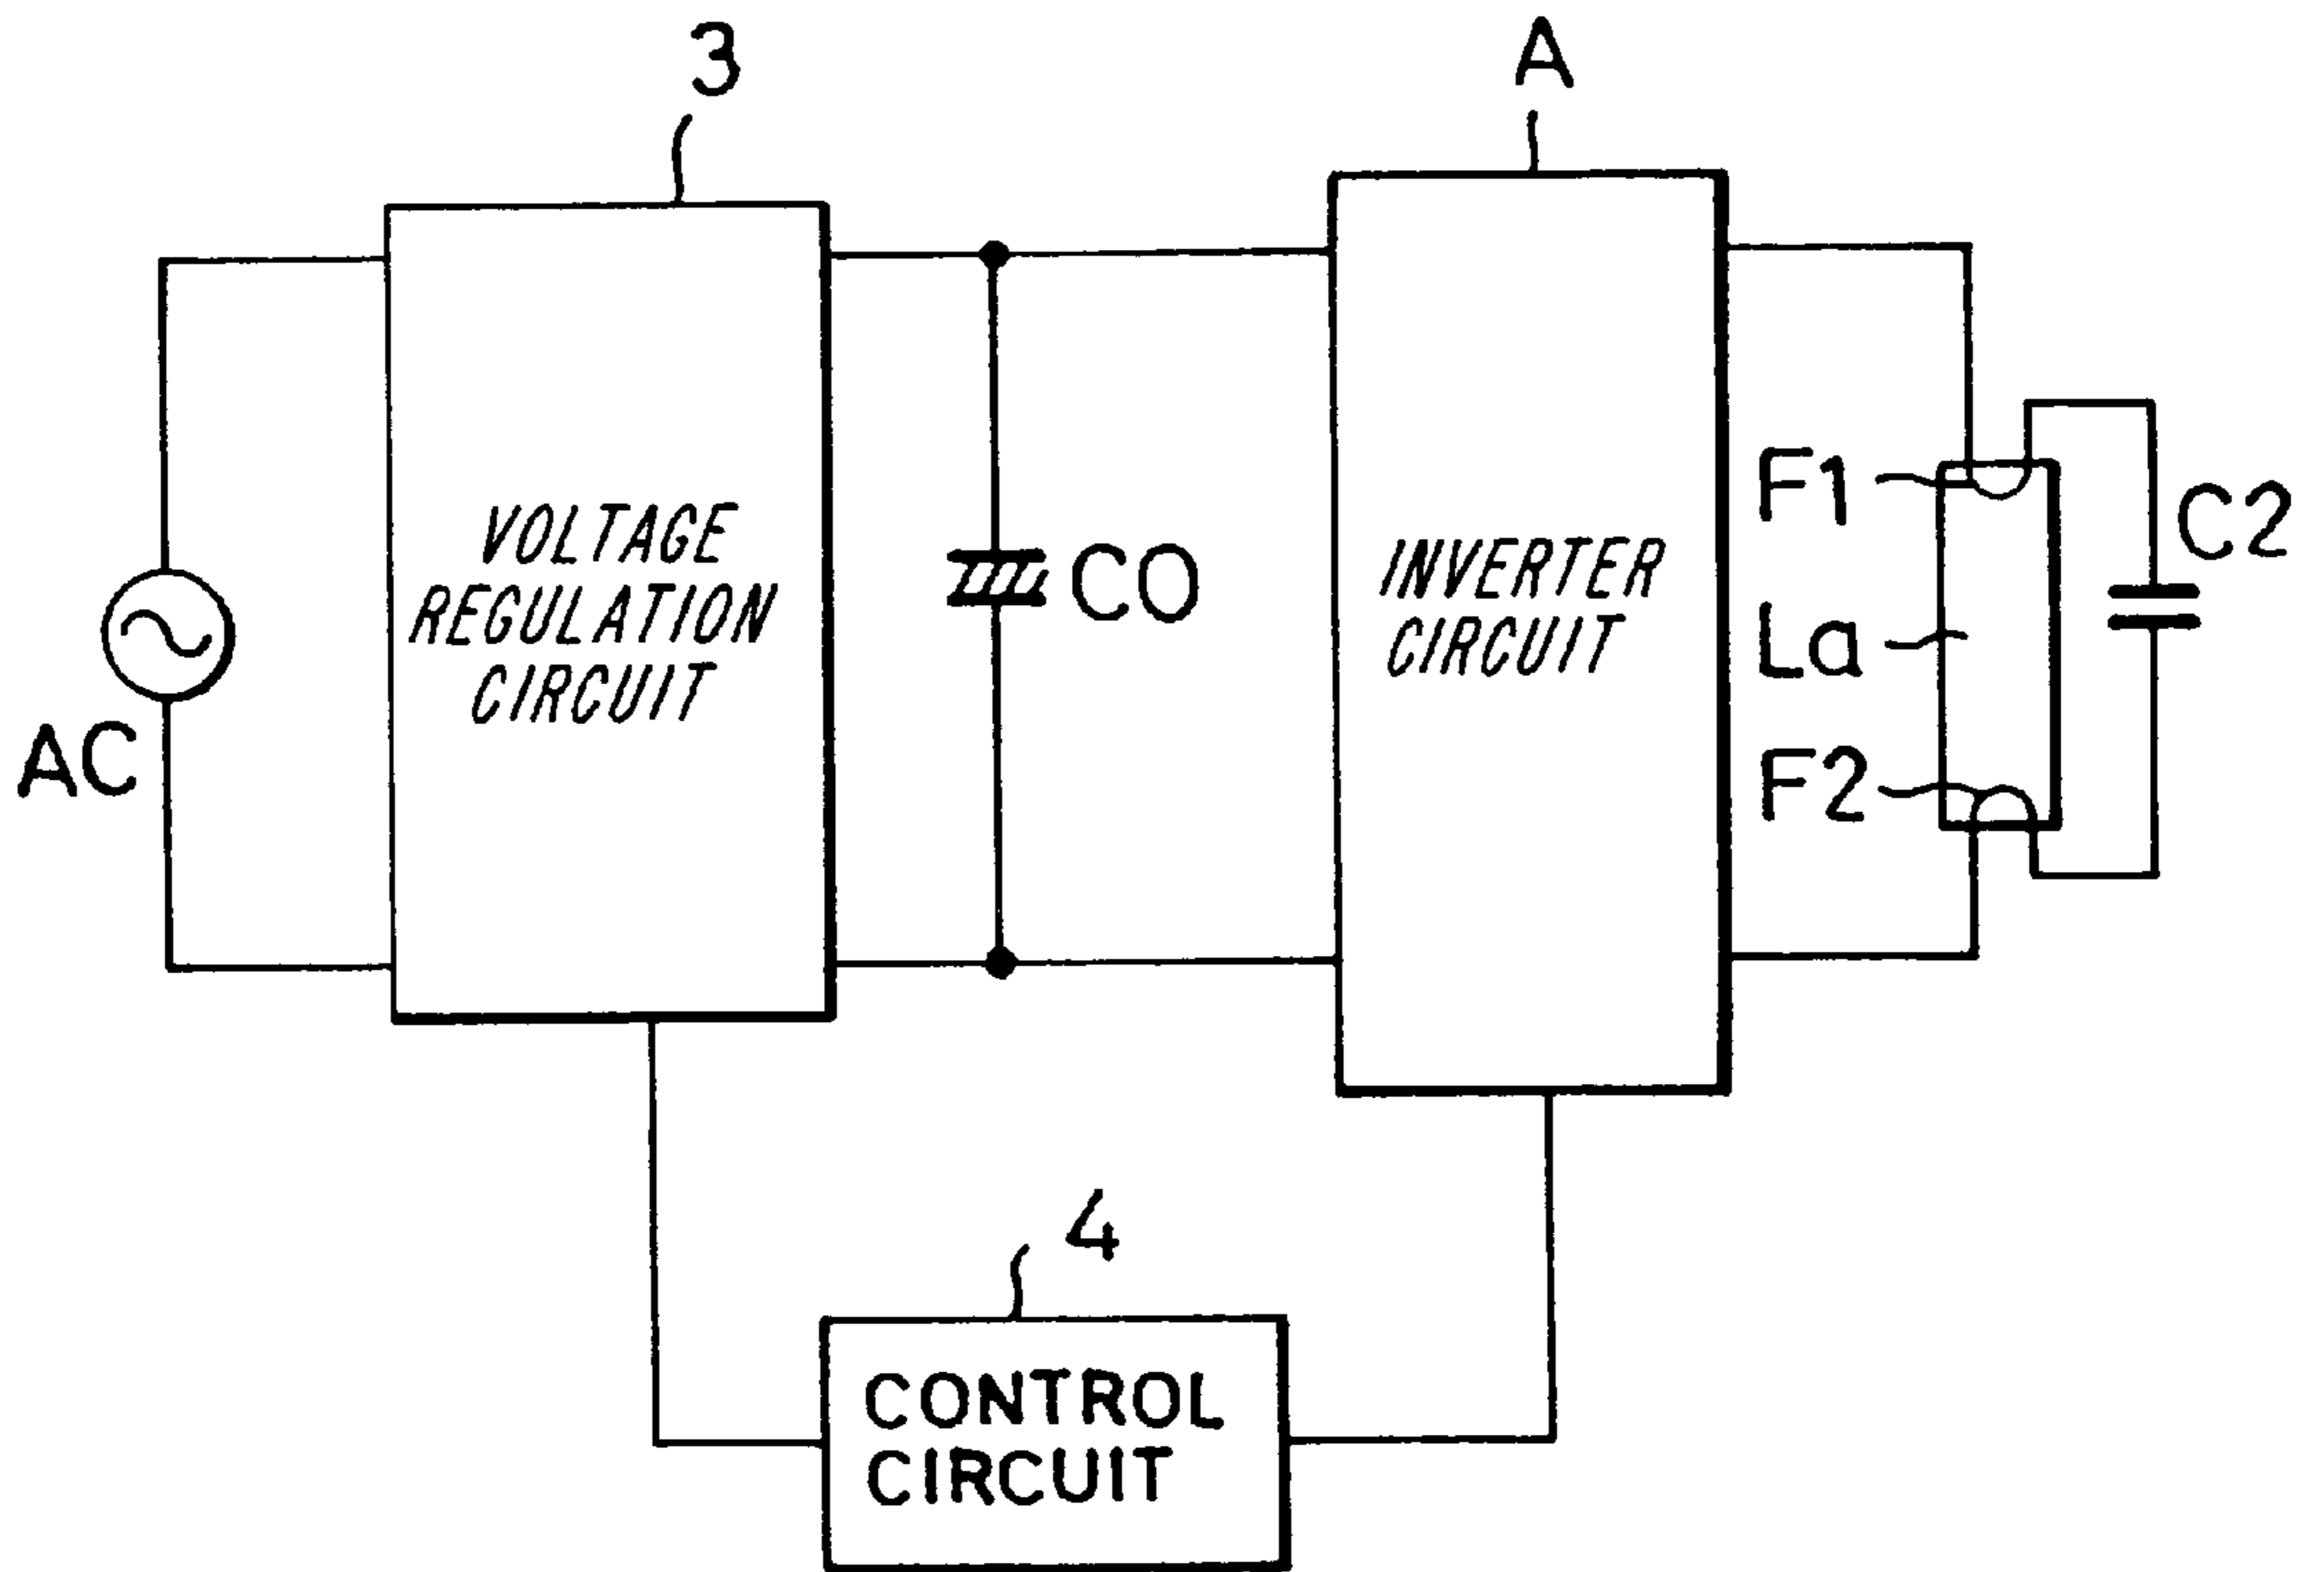 3
A
VOLTAGE
REGULATION
CIRCUIT
CO
INVERTER
CIRCUIT
F1
La
F2
C2
AC
4
CONTROL
CIRCUIT